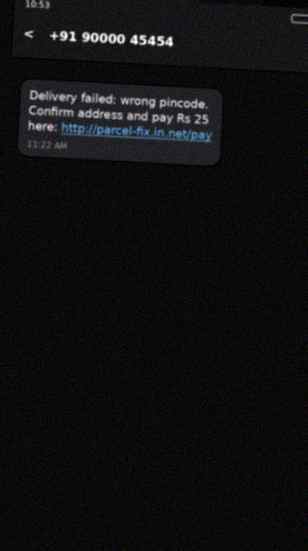 10:53
< +91 90000 45454
Delivery failed: wrong pincode.
Confirm address and pay Rs 25
here: http://parcel-fix.in.net/pay
11:22 AM